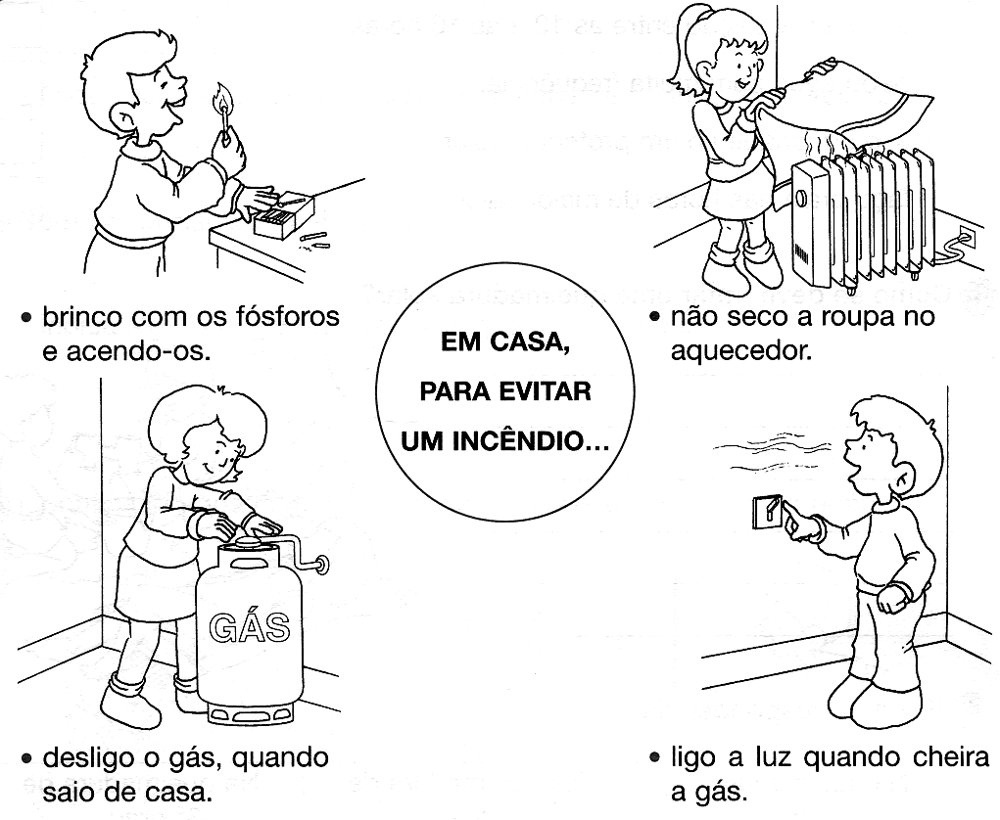 • brinco com os fósforos
e acendo-os.
• não seco a roupa no
aquecedor.
EM CASA,
PARA EVITAR
UM INCÊNDIO...
GÁS
• desligo o gás, quando
saio de casa.
• ligo a luz quando cheira
a gás.